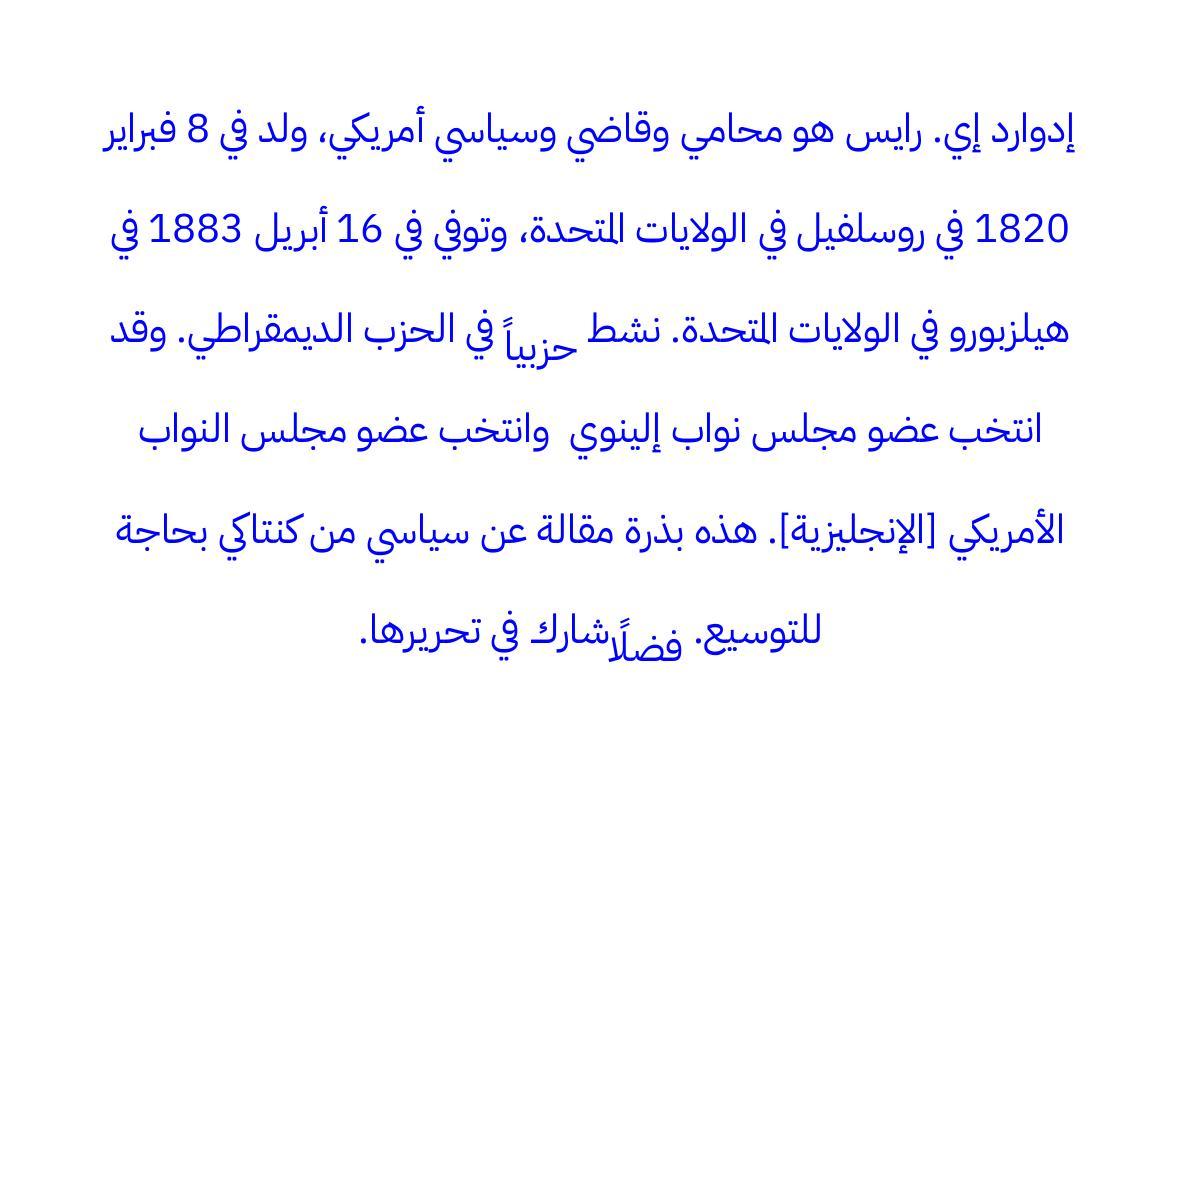 إدوارد إي. رايس هو محامي وقاضي وسياسي أمريكي، ولد في 8 فبراير
1820 في روسلفيل في الولايات المتحدة، وتوفي في 16 أبريل 1883 في
هيلزبورو في الولايات المتحدة. نشط حزبياً في الحزب الديمقراطي. وقد
انتخب عضو مجلس نواب إلينوي  وانتخب عضو مجلس النواب
الأمريكي [الإنجليزية]. هذه بذرة مقالة عن سياسي من كنتاكي بحاجة
للتوسيع. فضلًا شارك في تحريرها.